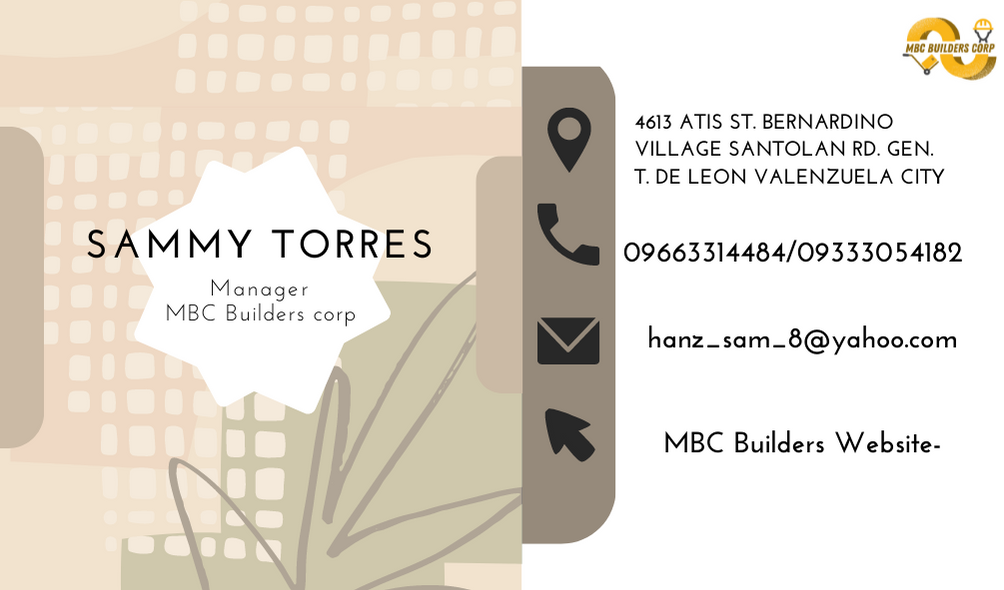 SAMMY TORRES
Manager
MBC Builders corp
MBC BUILDERS CORP
4613 ATIS ST. BERNARDINO
VILLAGE SANTOLAN RD. GEN.
T. DE LEON VALENZUELA CITY
09663314484/09333054182
hanz_sam_8@yahoo.com
MBC Builders Website-